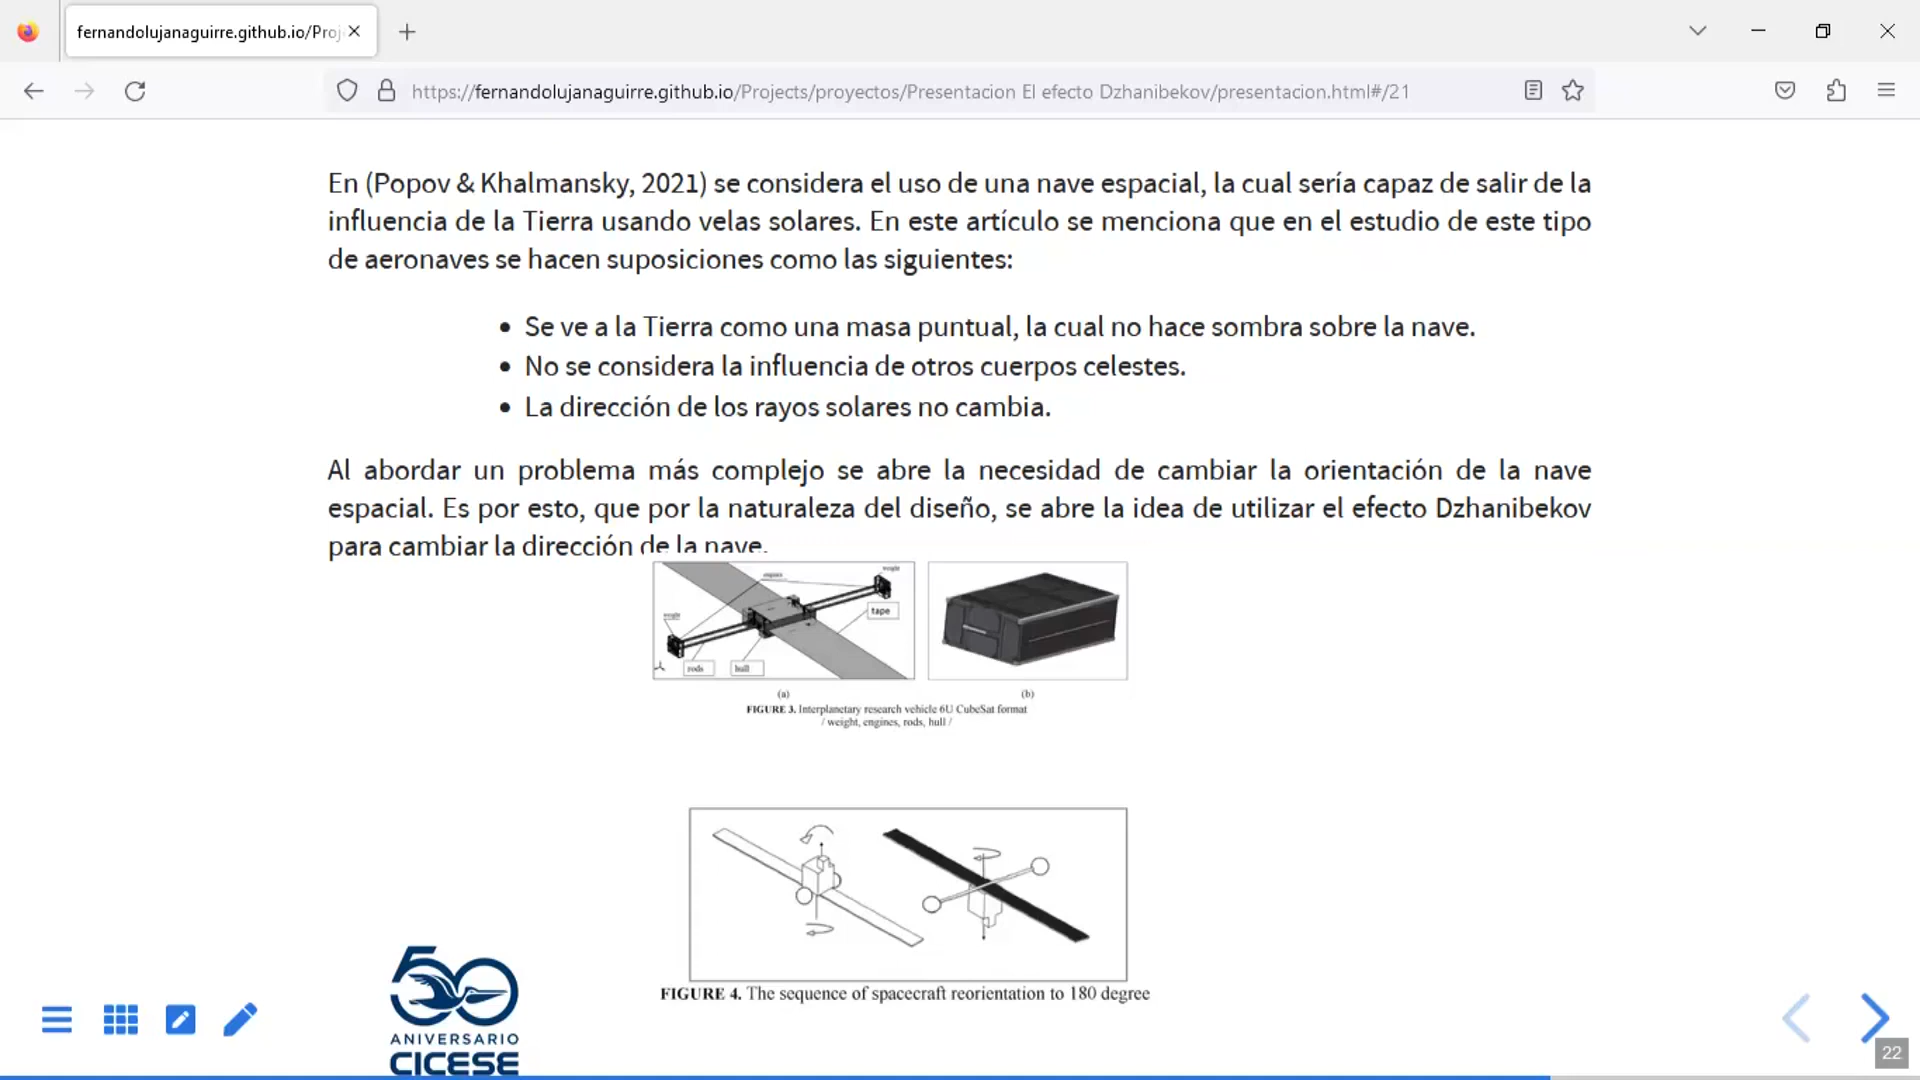 fernandolujanaguirre.github.io/Proj
https://fernandolujanaguirre.github.io/Projects/proyectos/Presentacion El efecto Dzhanibekov/presentacion.html#/21
En (Popov & Khalmansky, 2021) se considera el uso de una nave espacial, la cual sería capaz de salir de la
influencia de la Tierra usando velas solares. En este artículo se menciona que en el estudio de este tipo
de aeronaves se hacen suposiciones como las siguientes:
• Se ve a la Tierra como una masa puntual, la cual no hace sombra sobre la nave.
• No se considera la influencia de otros cuerpos celestes.
• La dirección de los rayos solares no cambia.
Al abordar un problema más complejo se abre la necesidad de cambiar la orientación de la nave
espacial. Es por esto, que por la naturaleza del diseño, se abre la idea de utilizar el efecto Dzhanibekov
para cambiar la dirección de la nave.
engines
weight
tape
weight
rods
hull
(a)
(b)
FIGURE 3. Interplanetary research vehicle 6U CubeSat format
/ weight, engines, rods, hull /
FIGURE 4. The sequence of spacecraft reorientation to 180 degree
50
ANIVERSARIO
CICESE
22